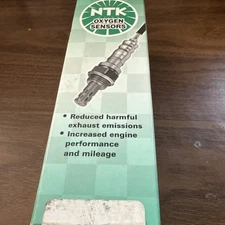 NTK
OXYGEN
SENSORS
• Reduced harmful
exhaust emissions
• Increased engine
performance
and mileage